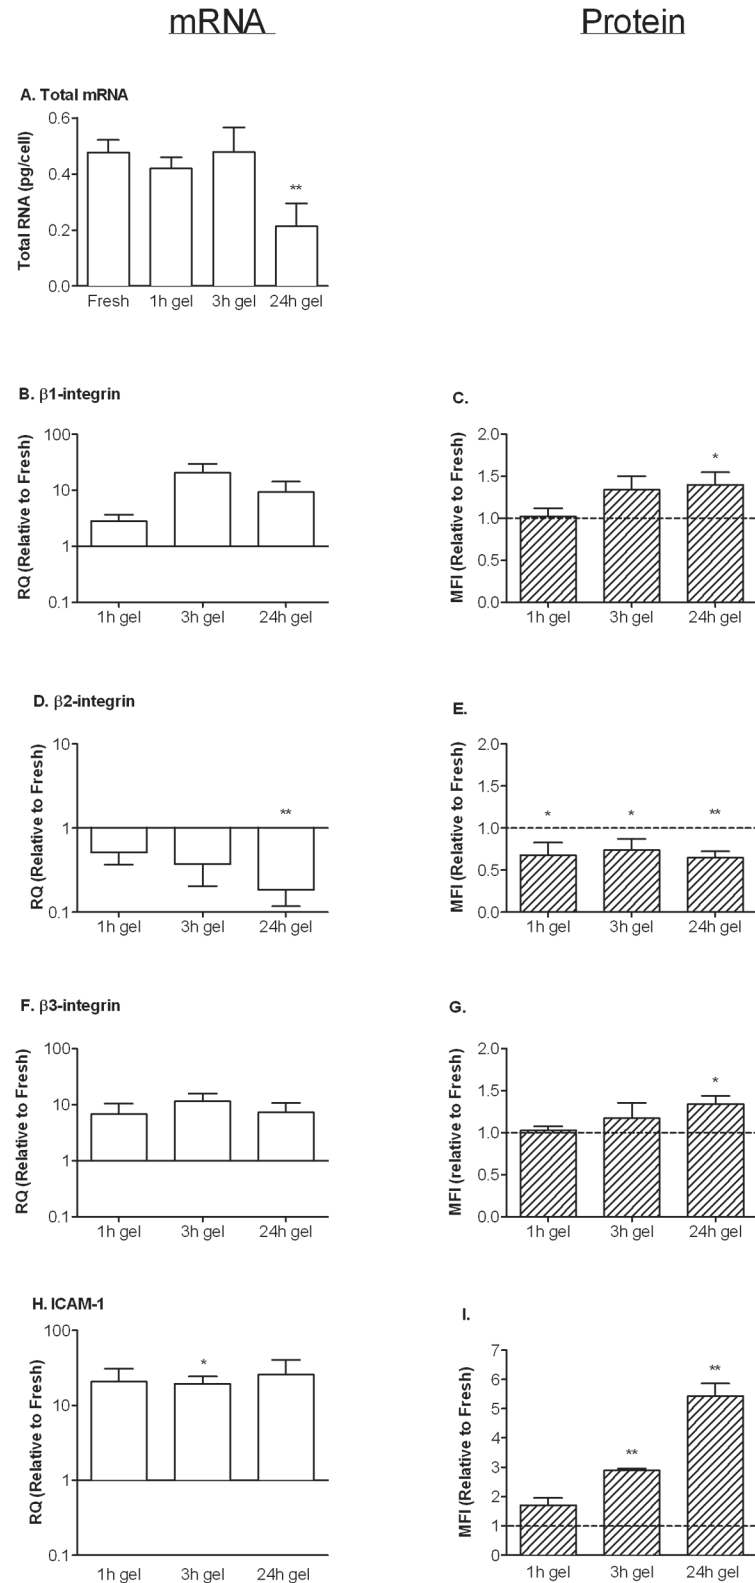 mRNA
Protein
A. Total mRNA
Total RNA (pg/cell)
0.6
0.4
0.2
0.0
**
Fresh 1h gel 3h gel 24h gel
B. β1-integrin
RQ (Relative to Fresh)
100
10
1
0.1
1h gel 3h gel 24h gel
C.
MFI (Relative to Fresh)
2.0
1.5
1.0
0.5
0.0
*
1h gel 3h gel 24h gel
D. β2-integrin
RQ (Relative to Fresh)
10
1
0.1
**
1h gel 3h gel 24h gel
E.
MFI (Relative to Fresh)
2.0
1.5
1.0
0.5
0.0
* * **
1h gel 3h gel 24h gel
F. β3-integrin
RQ (Relative to Fresh)
100
10
1
0.1
1h gel 3h gel 24h gel
G.
MFI (relative to Fresh)
2.0
1.5
1.0
0.5
0.0
*
1h gel 3h gel 24h gel
H. ICAM-1
RQ (Relative to Fresh)
100
10
1
0.1
*
1h gel 3h gel 24h gel
I.
MFI (Relative to Fresh)
7
6
5
4
3
2
1
0
** **
1h gel 3h gel 24h gel